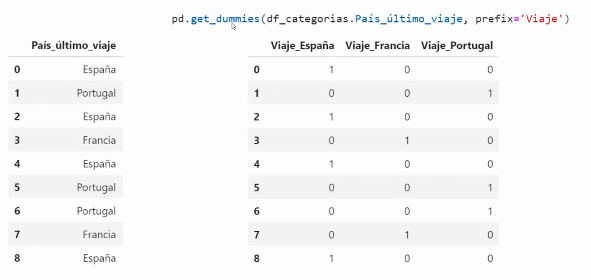 pd.get_dummies(df_categorias.País_último_viaje, prefix='Viaje')
País_último_viaje
0 España
1 Portugal
2 España
3 Francia
4 España
5 Portugal
6 Portugal
7 Francia
8 España
Viaje_España Viaje_Francia Viaje_Portugal
0 1 0 0
1 0 0 1
2 1 0 0
3 0 1 0
4 1 0 0
5 0 0 1
6 0 0 1
7 0 1 0
8 1 0 0